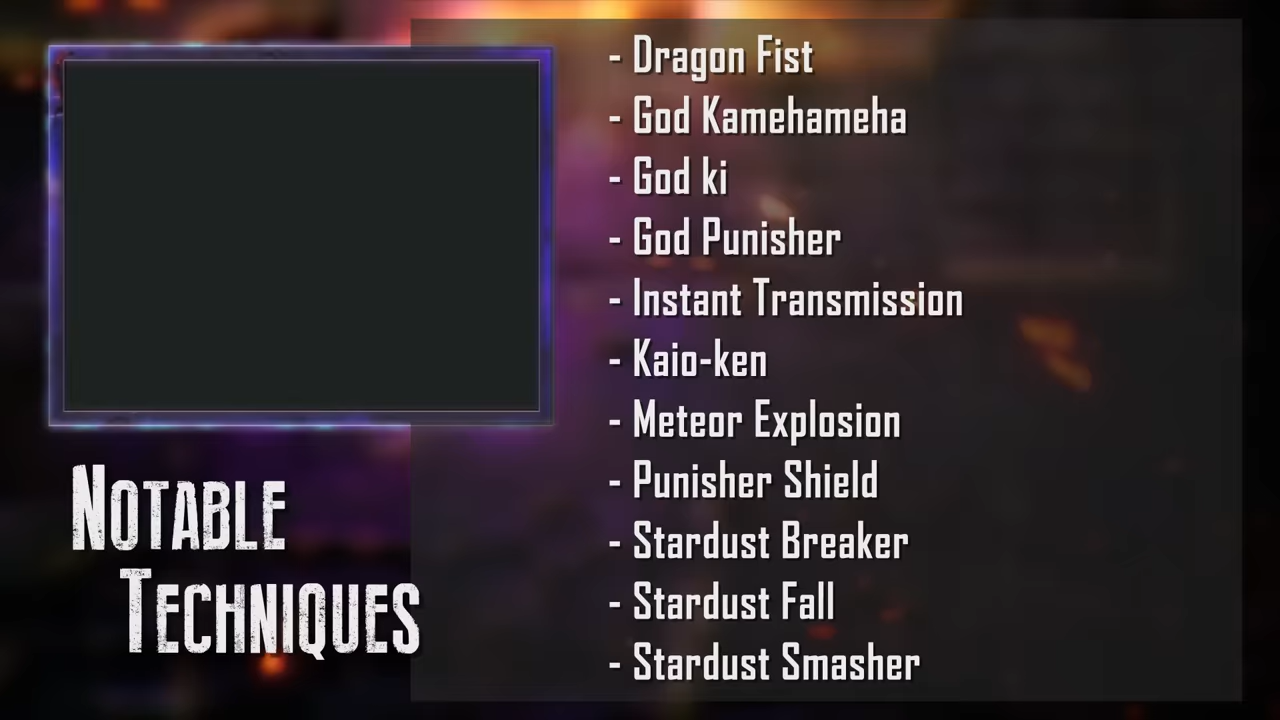 - Dragon Fist
- God Kamehameha
- God ki
- God Punisher
- Instant Transmission
- Kaio-ken
- Meteor Explosion
- Punisher Shield
- Stardust Breaker
- Stardust Fall
- Stardust Smasher
Notable
Techniques